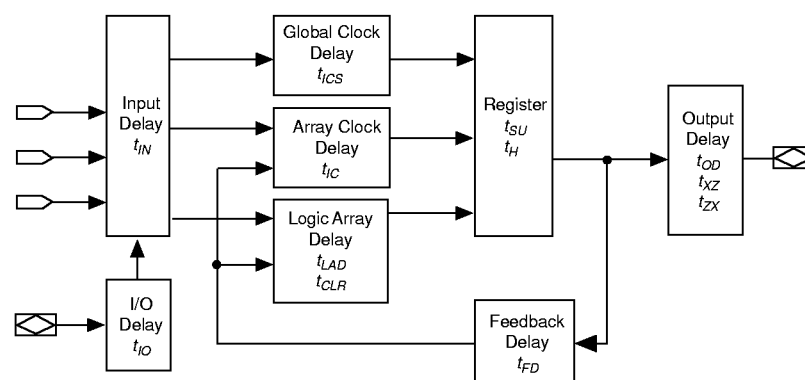 Global Clock
Delay
tICS
Input
Delay
tIN
Array Clock
Delay
tIC
Register
tSU
tH
Output
Delay
tOD
tXZ
tZX
Logic Array
Delay
tLAD
tCLR
I/O
Delay
tIO
Feedback
Delay
tFD